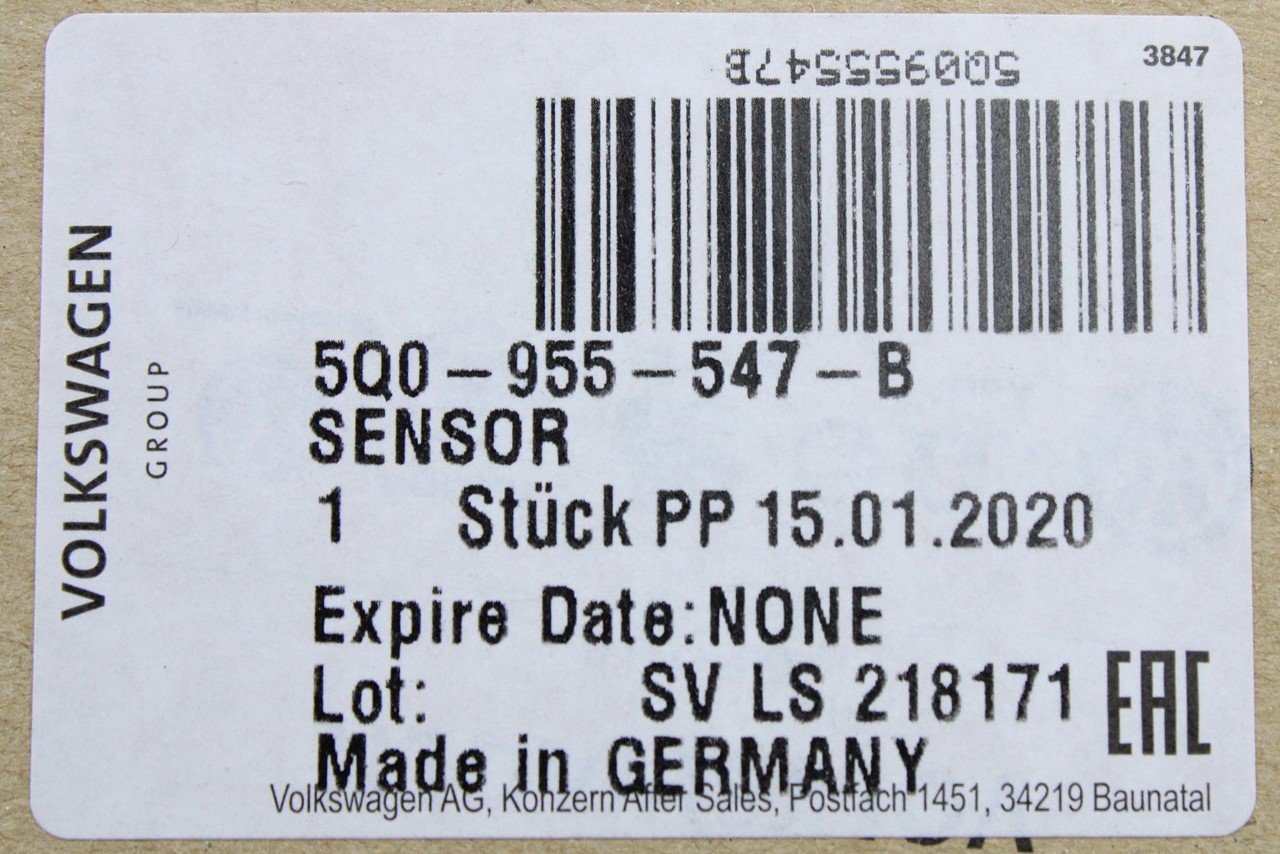 3847
5Q0955547B
VOLKSWAGEN
GROUP
5Q0-955-547-B
SENSOR
1 Stück PP 15.01.2020
Expire Date:NONE
Lot: SV LS 218171
EAC
Made in GERMANY
Volkswagen AG, Konzern After Sales, Postfach 1451, 34219 Baunatal